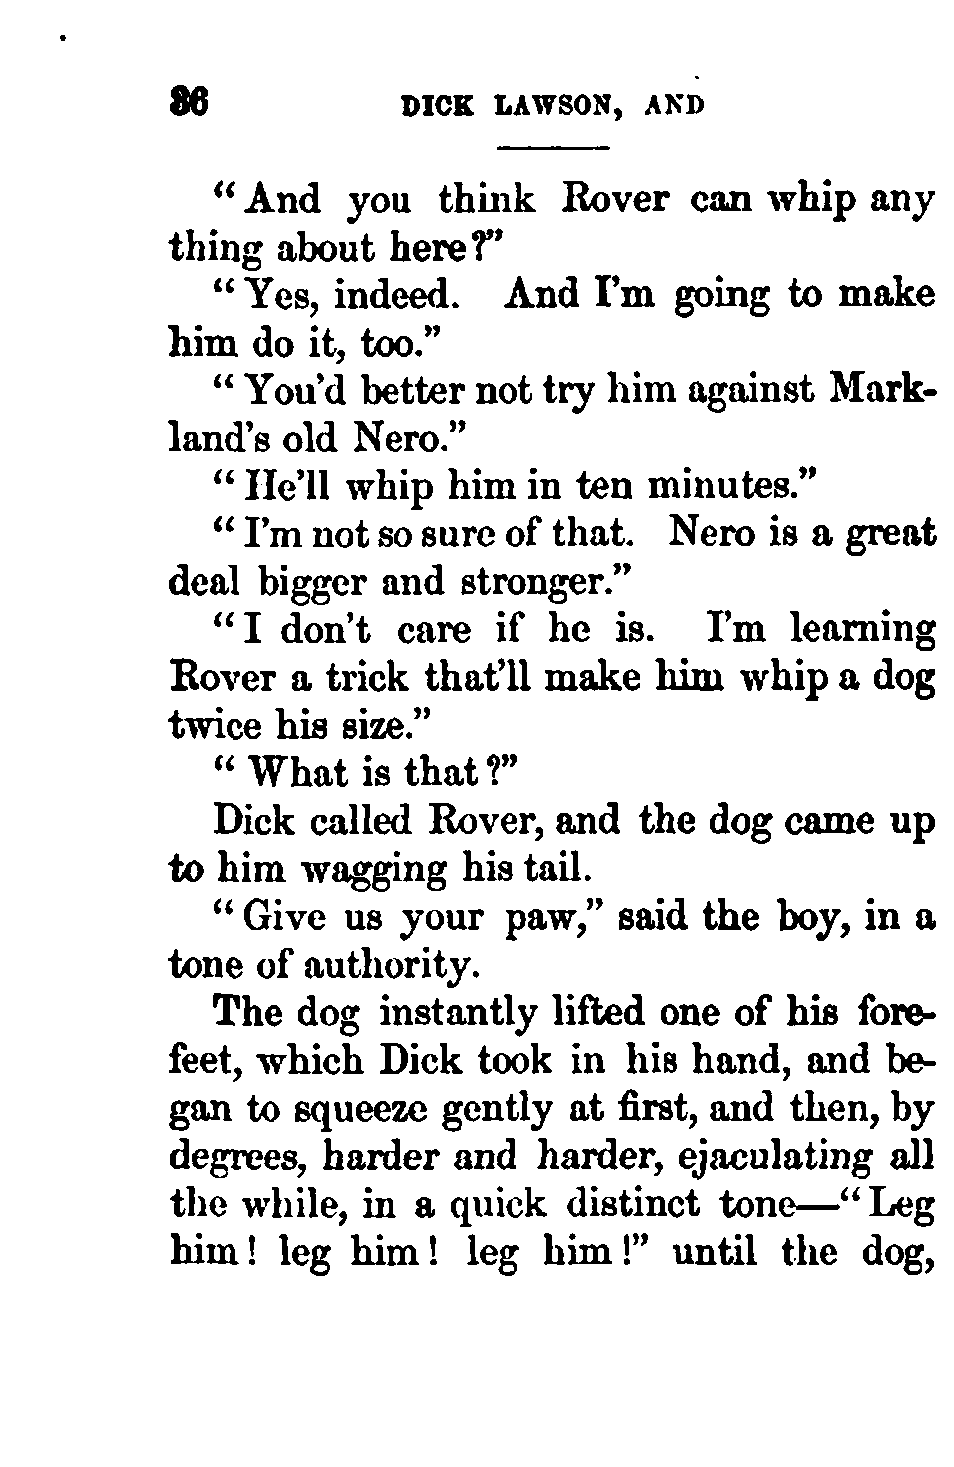 36 DICK LAWSON, AND
“And you think Rover can whip any
thing about here?”
“Yes, indeed. And I’m going to make
him do it, too.”
“You’d better not try him against Mark-
land’s old Nero.”
“He’ll whip him in ten minutes.”
“I’m not so sure of that. Nero is a great
deal bigger and stronger.”
“I don’t care if he is. I’m learning
Rover a trick that’ll make him whip a dog
twice his size.”
“What is that?”
Dick called Rover, and the dog came up
to him wagging his tail.
“Give us your paw,” said the boy, in a
tone of authority.
The dog instantly lifted one of his fore-
feet, which Dick took in his hand, and be-
gan to squeeze gently at first, and then, by
degrees, harder and harder, ejaculating all
the while, in a quick distinct tone—“Leg
him! leg him! leg him!” until the dog,